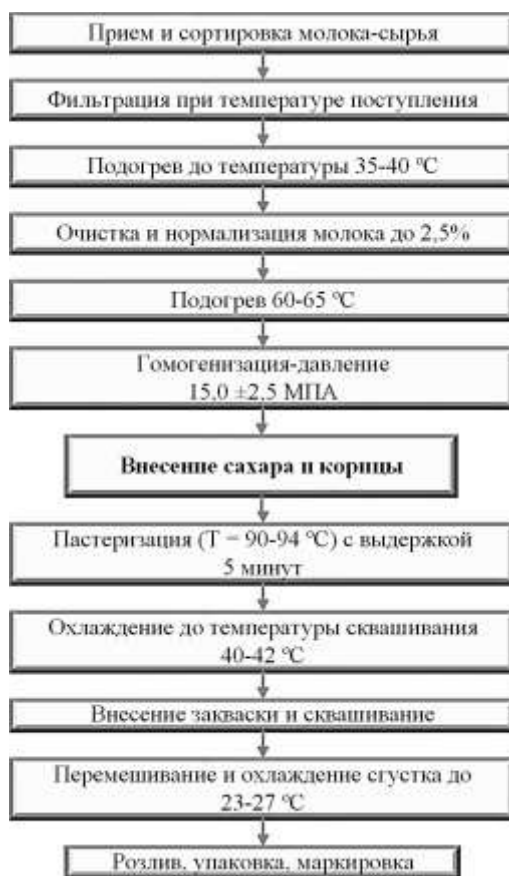 Прием и сортировка молока-сырья
Фильтрация при температуре поступления
Подогрев до температуры 35-40 °C
Очистка и нормализация молока до 2,5%
Подогрев 60-65 °C
Гомогенизация-давление
15,0 ±2,5 МПА
Внесение сахара и корицы
Пастеризация (Т = 90-94 °C) с выдержкой
5 минут
Охлаждение до температуры сквашивания
40-42 °C
Внесение закваски и сквашивание
Перемешивание и охлаждение сгустка до
23-27 °C
Розлив, упаковка, маркировка